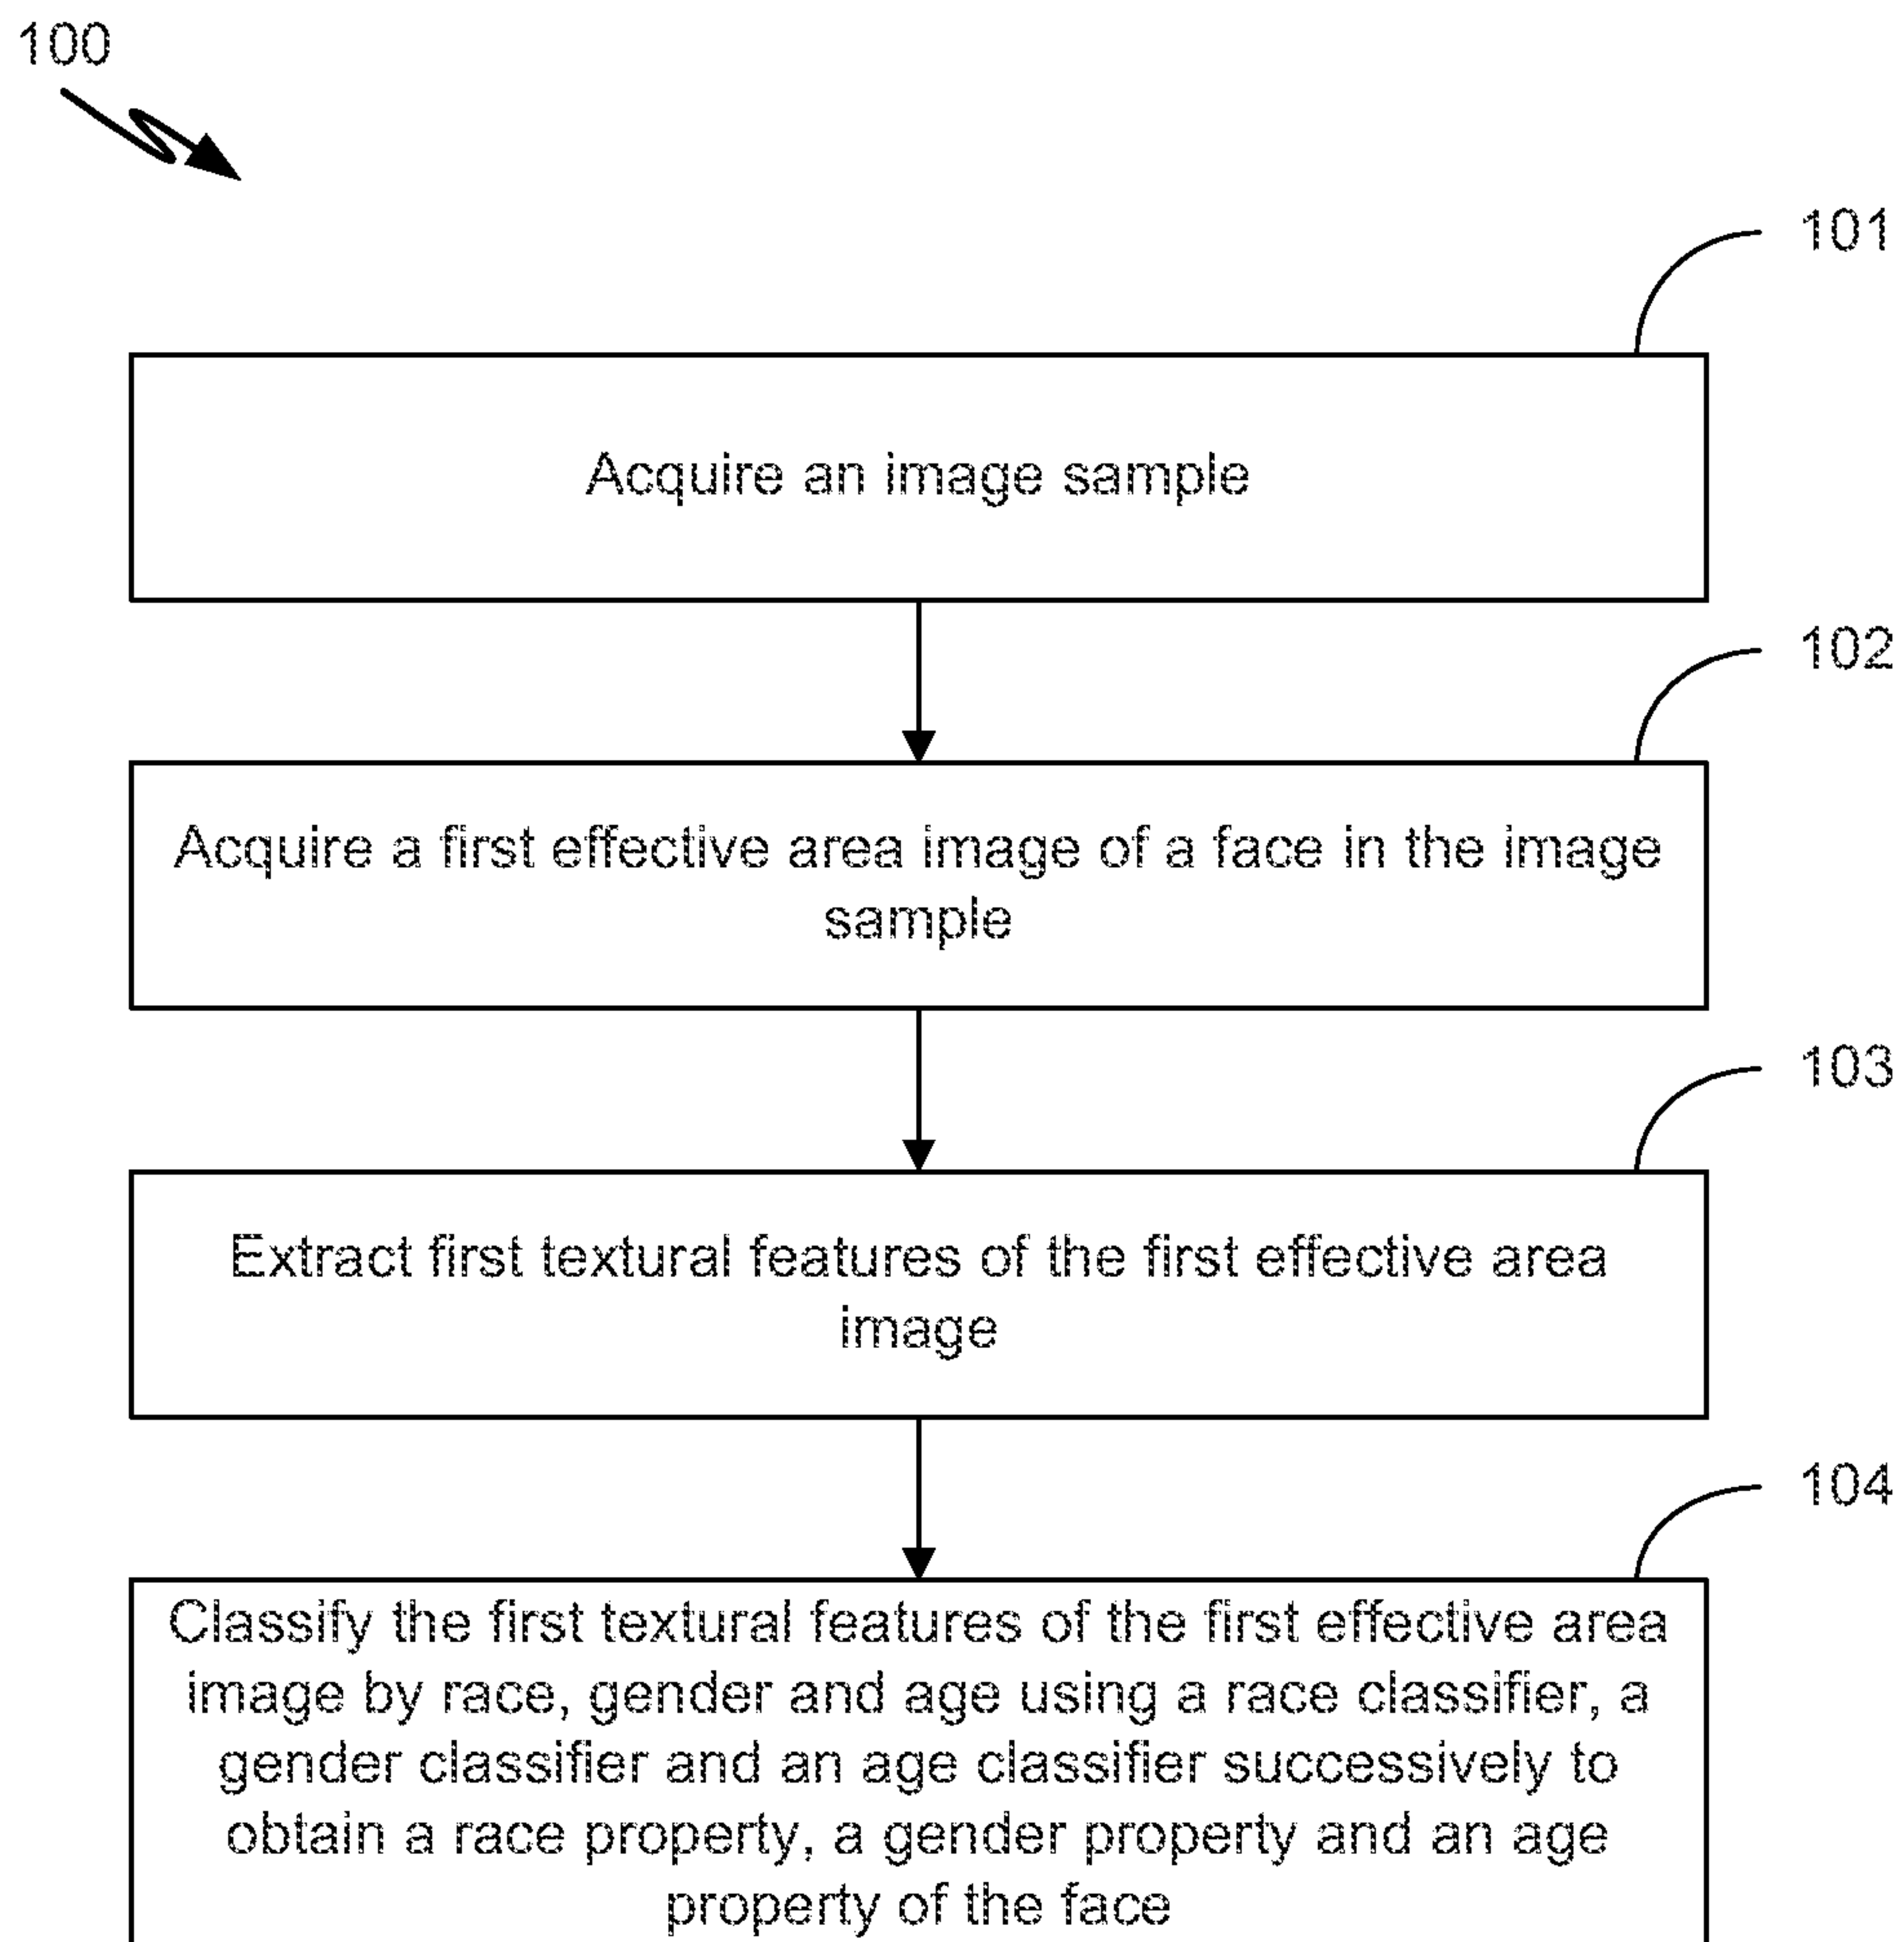 100
101
Acquire an image sample
102
Acquire a first effective area image of a face in the image
sample
103
Extract first textural features of the first effective area
image
104
Classify the first textural features of the first effective area
image by race, gender and age using a race classifier, a
gender classifier and an age classifier successively to
obtain a race property, a gender property and an age
property of the face